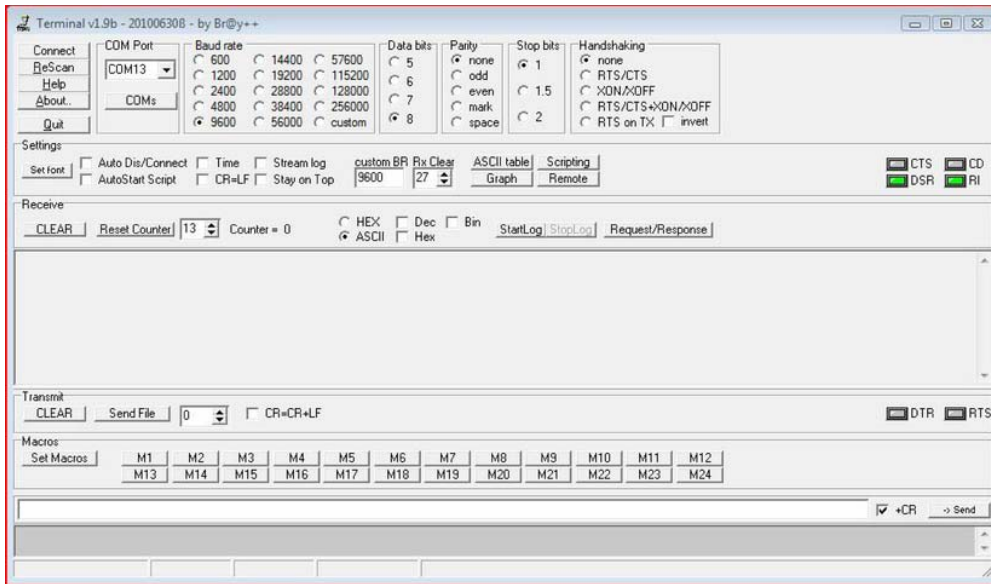 Terminal v1.9b - 201006308 - by Br@y++
Connect
ReScan
Help
About..
Quit
COM Port
COM13
COMs
Baud rate
600 14400 57600
1200 19200 115200
2400 28800 128000
4800 38400 256000
9600 56000 custom
Data bits
5
6
7
8
Parity
none
odd
even
mark
space
Stop bits
1
1.5
2
Handshaking
none
RTS/CTS
XON/XOFF
RTS/CTS+XON/XOFF
RTS on TX invert
Settings
Set font
Auto Dis/Connect Time Stream log
AutoStart Script CR=LF Stay on Top
custom BR Rx Clear
9600 27
ASCII table Scripting
Graph Remote
CTS CD
DSR RI
Receive
CLEAR Reset Counter 13 Counter = 0
HEX Dec Bin
ASCII Hex
StartLog StopLog Request/Response
Transmit
CLEAR Send File 0 CR=CR+LF
DTR RTS
Macros
Set Macros
M1 M2 M3 M4 M5 M6 M7 M8 M9 M10 M11 M12
M13 M14 M15 M16 M17 M18 M19 M20 M21 M22 M23 M24
+CR -> Send